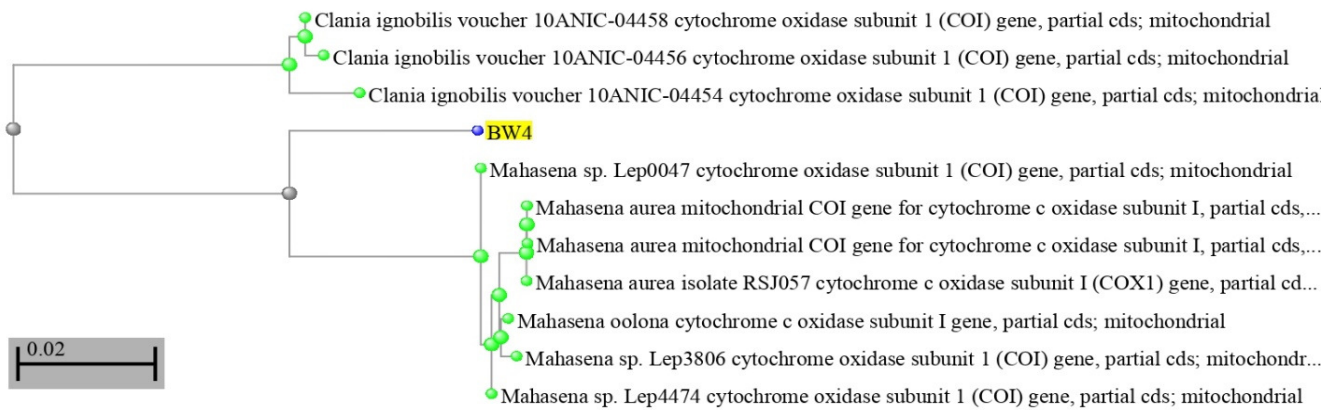 Clania ignobilis voucher 10ANIC-04458 cytochrome oxidase subunit 1 (COI) gene, partial cds; mitochondrial
Clania ignobilis voucher 10ANIC-04456 cytochrome oxidase subunit 1 (COI) gene, partial cds; mitochondrial
Clania ignobilis voucher 10ANIC-04454 cytochrome oxidase subunit 1 (COI) gene, partial cds; mitochondrial
BW4
Mahasena sp. Lep0047 cytochrome oxidase subunit 1 (COI) gene, partial cds; mitochondrial
Mahasena aurea mitochondrial COI gene for cytochrome c oxidase subunit I, partial cds,...
Mahasena aurea mitochondrial COI gene for cytochrome c oxidase subunit I, partial cds,...
Mahasena aurea isolate RSJ057 cytochrome c oxidase subunit I (COX1) gene, partial cd...
Mahasena oolona cytochrome c oxidase subunit I gene, partial cds; mitochondrial
Mahasena sp. Lep3806 cytochrome oxidase subunit 1 (COI) gene, partial cds; mitochondr...
Mahasena sp. Lep4474 cytochrome oxidase subunit 1 (COI) gene, partial cds; mitochondrial
0.02